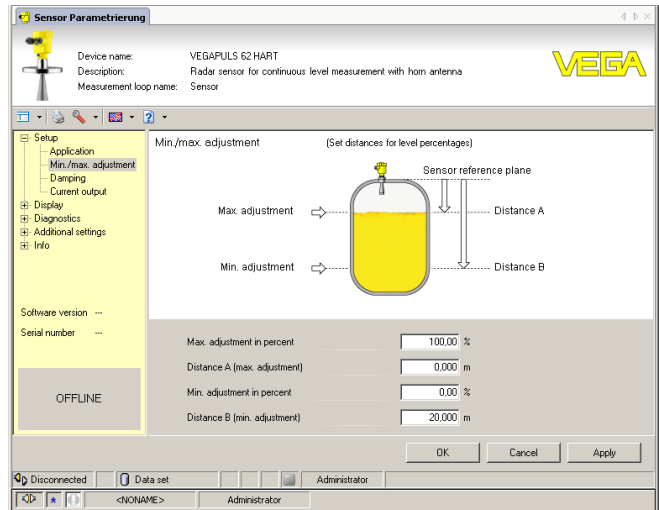 Sensor Parametrierung
Device name: VEGAPULS 62 HART
Description: Radar sensor for continuous level measurement with horn antenna
Measurement loop name: Sensor
VEGA
Setup
Application
Min./max. adjustment
Damping
Current output
Display
Diagnostics
Additional settings
Info
Software version ---
Serial number ---
OFFLINE
Min./max. adjustment (Set distances for level percentages)
Sensor reference plane
Max. adjustment Distance A
Min. adjustment Distance B
Max. adjustment in percent 100,00 %
Distance A (max. adjustment) 0,000 m
Min. adjustment in percent 0,00 %
Distance B (min. adjustment) 20,000 m
OK Cancel Apply
Disconnected Data set Administrator
<NONAME> Administrator